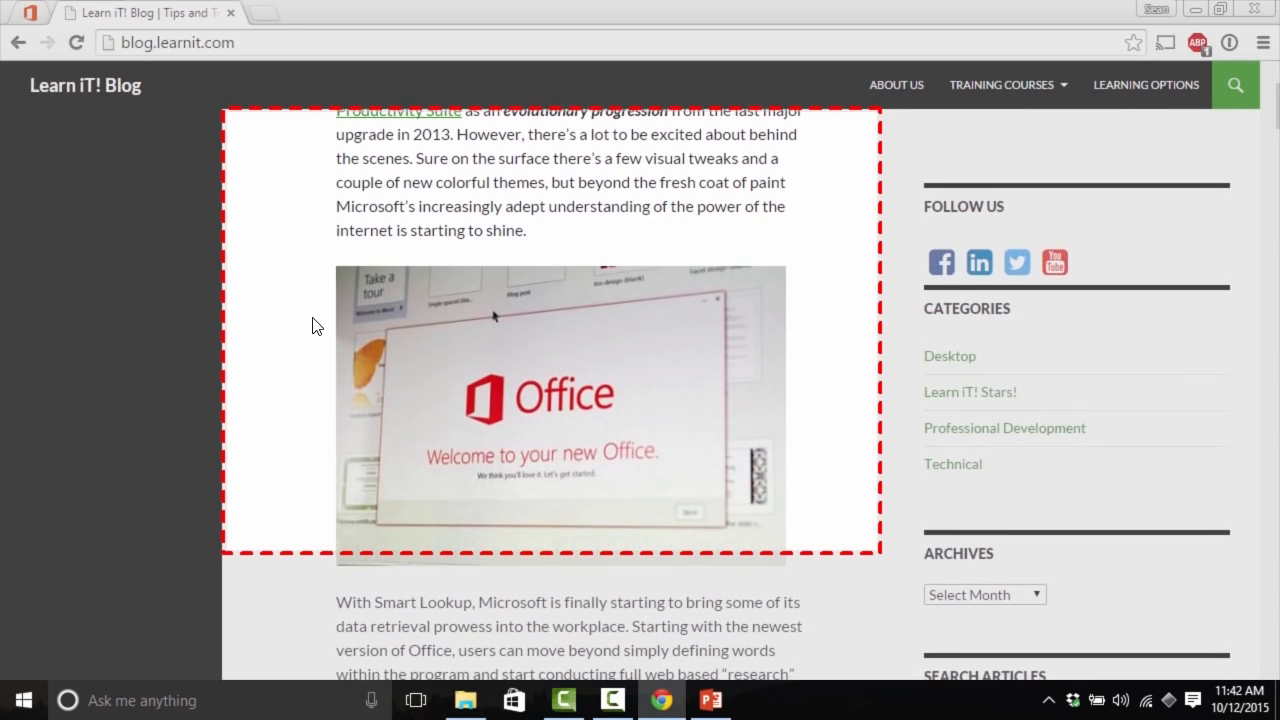 Learn iT! Blog | Tips and T
Sean
blog.learnit.com
ABP
1
Learn iT! Blog
ABOUT US
TRAINING COURSES
LEARNING OPTIONS
Productivity Suite as an evolutionary progression from the last major
upgrade in 2013. However, there's a lot to be excited about behind
the scenes. Sure on the surface there's a few visual tweaks and a
couple of new colorful themes, but beyond the fresh coat of paint
Microsoft's increasingly adept understanding of the power of the
internet is starting to shine.
Take a
tour
Blog post
Ion design (blank)
Office
Welcome to your new Office.
We think you'll love it. Let's get started.
Next
With Smart Lookup, Microsoft is finally starting to bring some of its
data retrieval prowess into the workplace. Starting with the newest
version of Office, users can move beyond simply defining words
within the program and start conducting full web based "research"
FOLLOW US
You
Tube
CATEGORIES
Desktop
Learn iT! Stars!
Professional Development
Technical
ARCHIVES
Select Month
SEARCH ARTICLES
Ask me anything
11:42 AM
10/12/2015